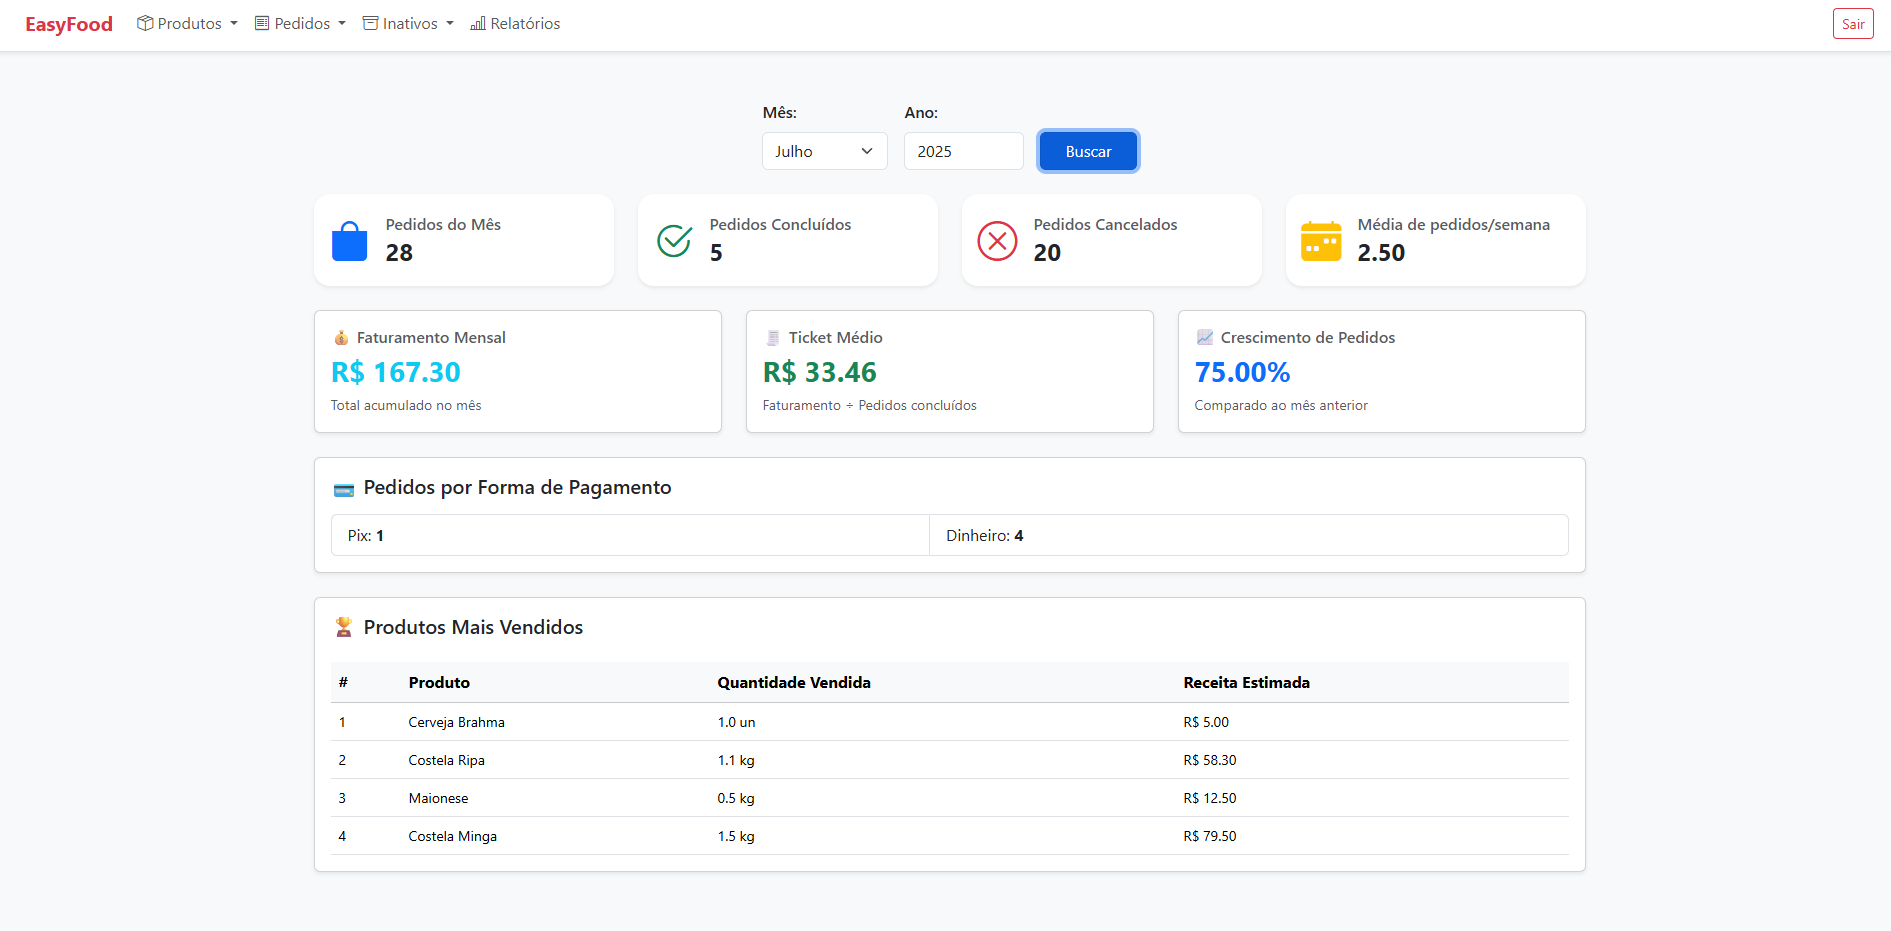 EasyFood Produtos Pedidos Inativos Relatórios Sair
Mês: Ano:
Julho 2025 Buscar
Pedidos do Mês
28
Pedidos Concluídos
5
Pedidos Cancelados
20
Média de pedidos/semana
2.50
Faturamento Mensal
R$ 167.30
Total acumulado no mês
Ticket Médio
R$ 33.46
Faturamento ÷ Pedidos concluídos
Crescimento de Pedidos
75.00%
Comparado ao mês anterior
Pedidos por Forma de Pagamento
Pix: 1 Dinheiro: 4
Produtos Mais Vendidos
# Produto Quantidade Vendida Receita Estimada
1 Cerveja Brahma 1.0 un R$ 5.00
2 Costela Ripa 1.1 kg R$ 58.30
3 Maionese 0.5 kg R$ 12.50
4 Costela Minga 1.5 kg R$ 79.50